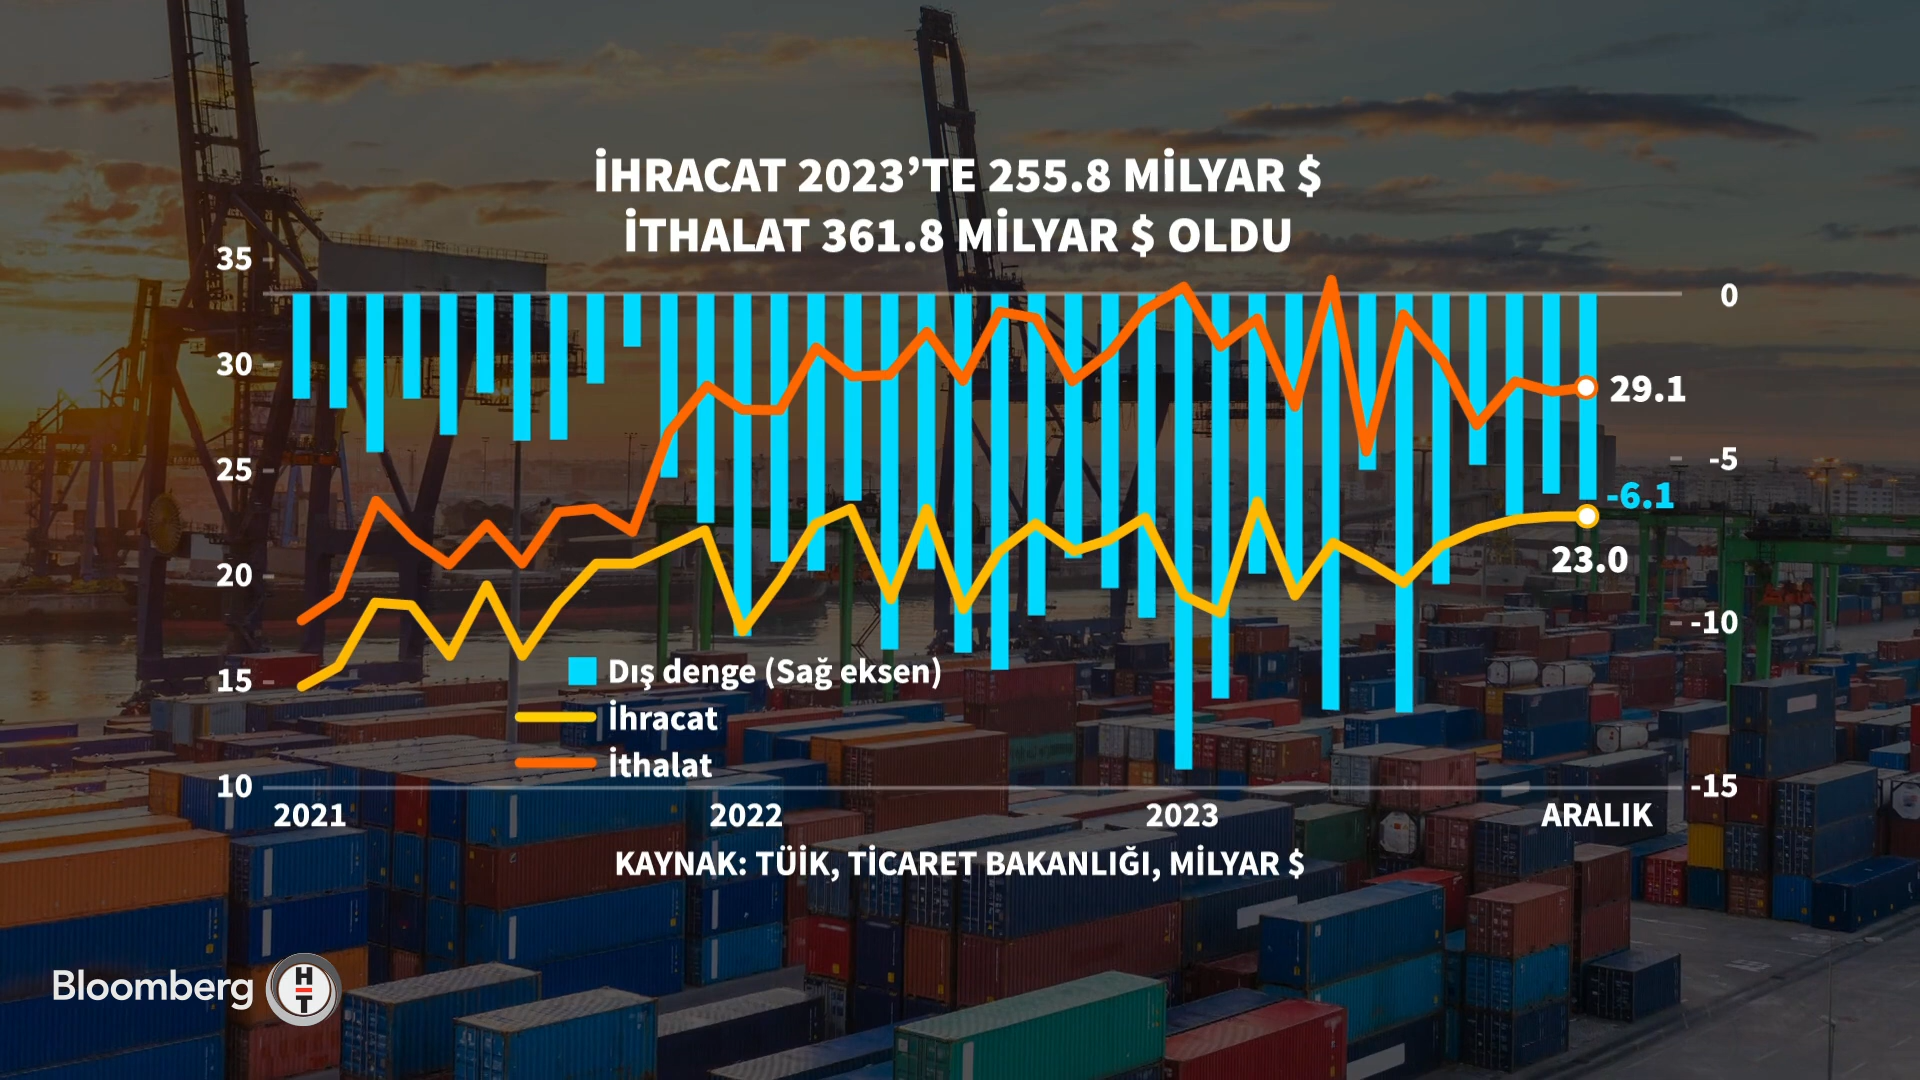 İHRACAT 2023’TE 255.8 MİLYAR $
İTHALAT 361.8 MİLYAR $ OLDU
35
0
30
29.1
25
-5
-6.1
20
23.0
-10
Dış denge (Sağ eksen)
15
İhracat
İthalat
10
-15
2021
2022
2023
ARALIK
KAYNAK: TÜİK, TİCARET BAKANLIĞI, MİLYAR $
Bloomberg HT